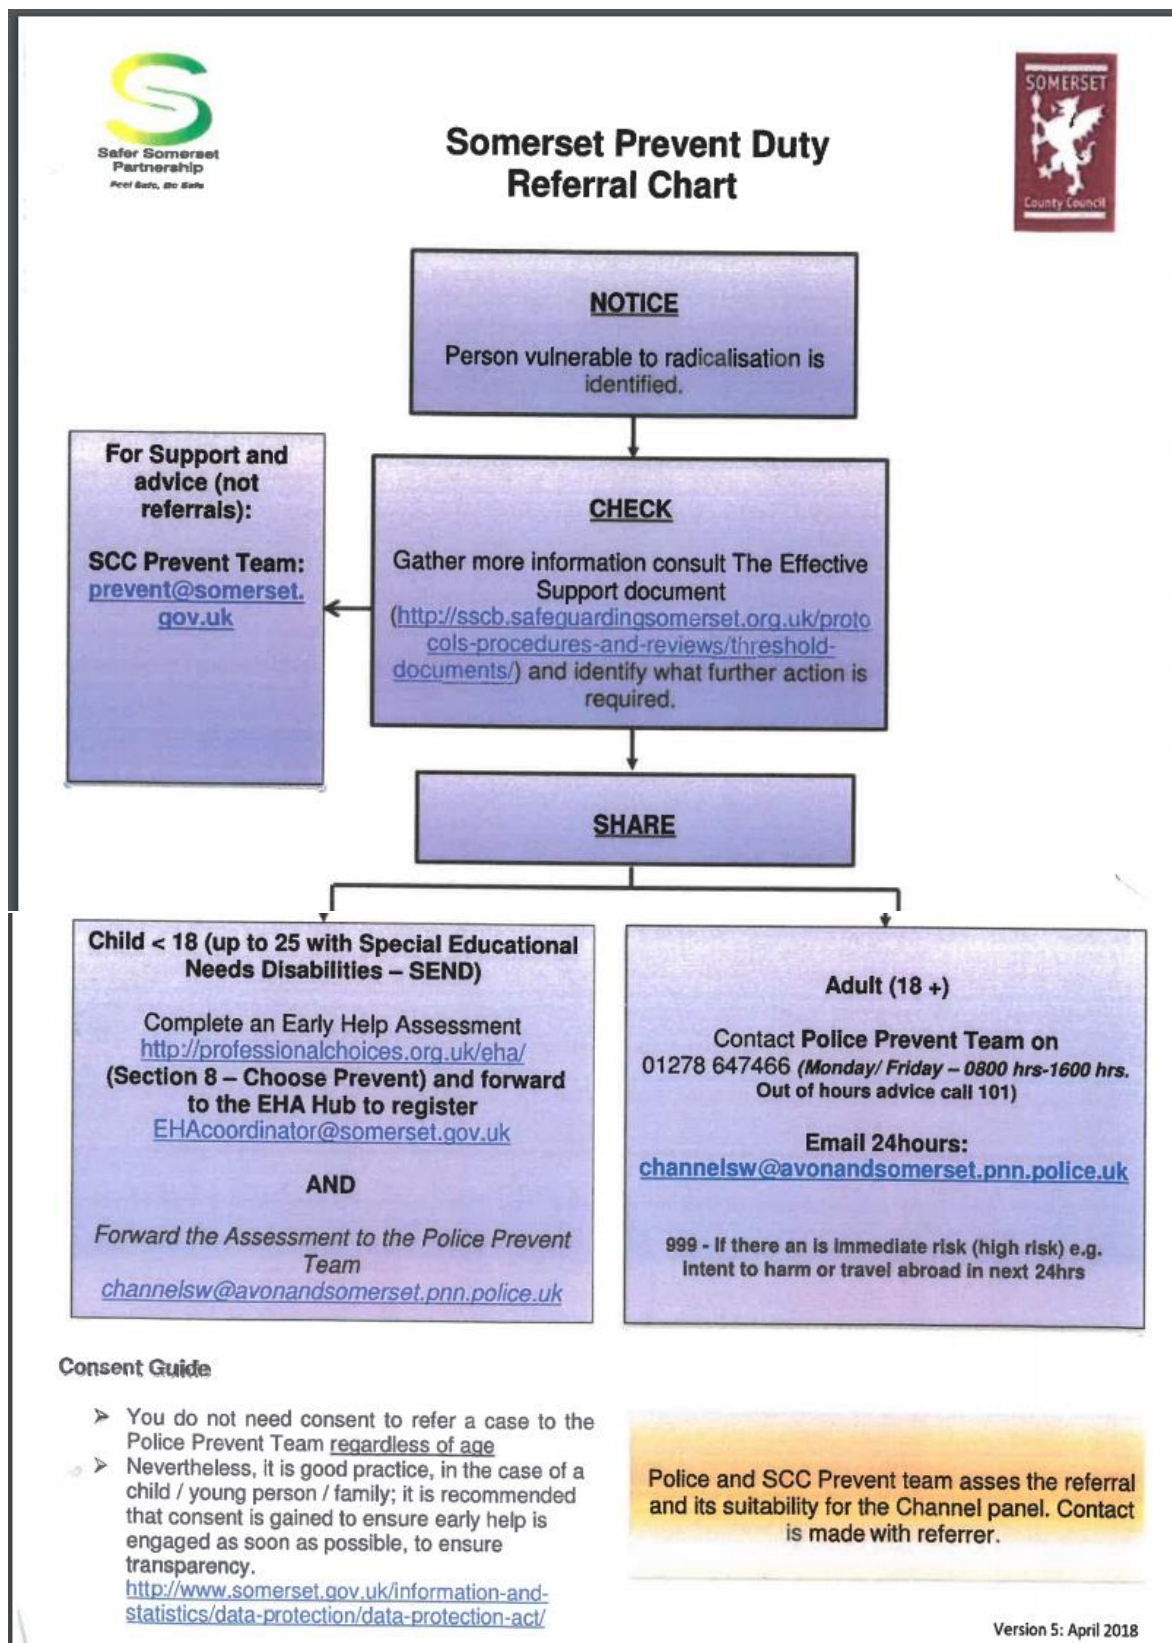 Safer Somerset
Partnership
Feel Safe, Be Safe
Somerset Prevent Duty
Referral Chart
SOMERSET
County Council
NOTICE
Person vulnerable to radicalisation is
identified.
For Support and
advice (not
referrals):
SCC Prevent Team:
prevent@somerset.
gov.uk
CHECK
Gather more information consult The Effective
Support document
(http://sscb.safeguardingsomerset.org.uk/proto
cols-procedures-and-reviews/threshold-
documents/) and identify what further action is
required.
SHARE
Child < 18 (up to 25 with Special Educational
Needs Disabilities – SEND)
Complete an Early Help Assessment
http://professionalchoices.org.uk/eha/
(Section 8 – Choose Prevent) and forward
to the EHA Hub to register
EHAcoordinator@somerset.gov.uk
AND
Forward the Assessment to the Police Prevent
Team
channelsw@avonandsomerset.pnn.police.uk
Adult (18 +)
Contact Police Prevent Team on
01278 647466 (Monday/ Friday – 0800 hrs-1600 hrs.
Out of hours advice call 101)
Email 24hours:
channelsw@avonandsomerset.pnn.police.uk
999 - If there an is immediate risk (high risk) e.g.
intent to harm or travel abroad in next 24hrs
Consent Guide
➢ You do not need consent to refer a case to the
Police Prevent Team regardless of age
➢ Nevertheless, it is good practice, in the case of a
child / young person / family; it is recommended
that consent is gained to ensure early help is
engaged as soon as possible, to ensure
transparency.
http://www.somerset.gov.uk/information-and-
statistics/data-protection/data-protection-act/
Police and SCC Prevent team asses the referral
and its suitability for the Channel panel. Contact
is made with referrer.
Version 5: April 2018